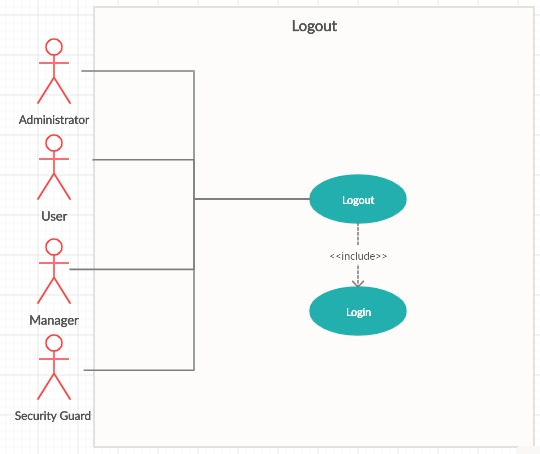 Logout
Administrator
User
Logout
<<include>>
Manager
Login
Security Guard